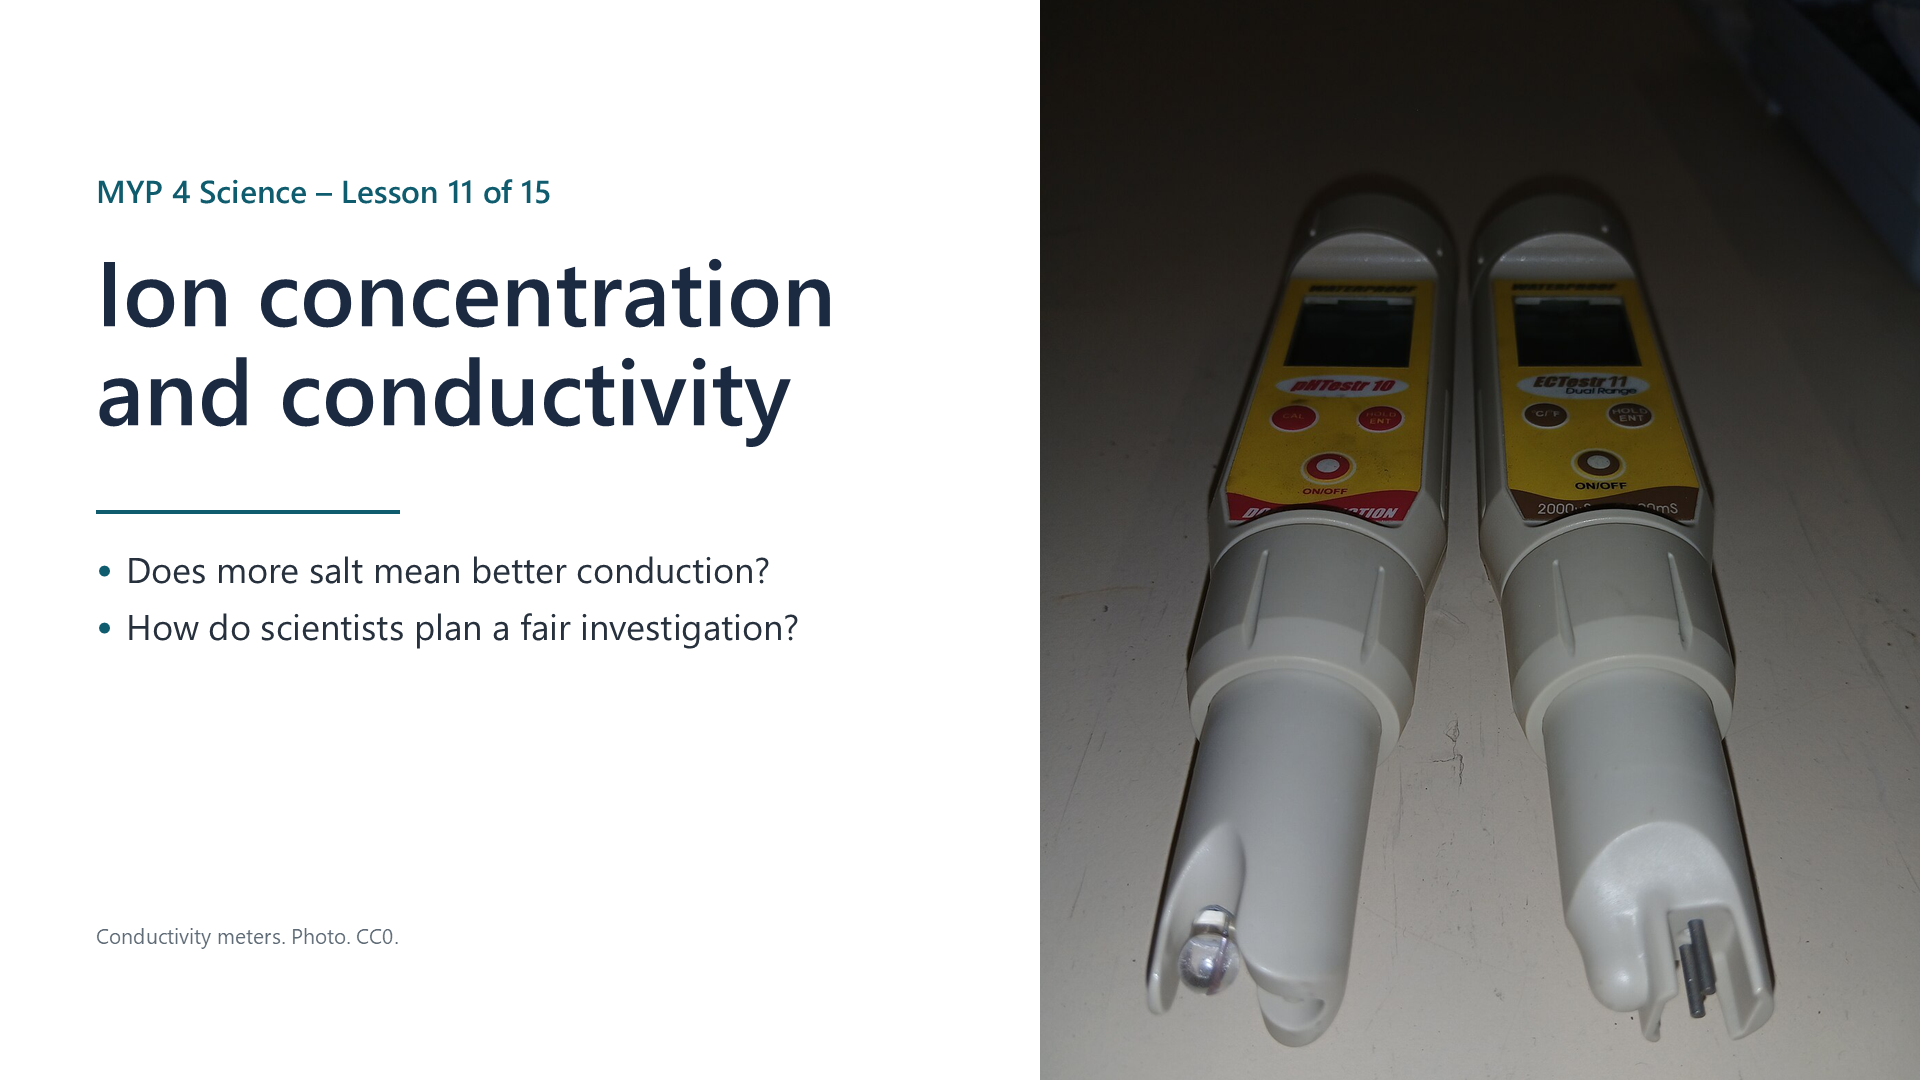 MYP 4 Science – Lesson 11 of 15
Ion concentration
and conductivity
• Does more salt mean better conduction?
• How do scientists plan a fair investigation?
Conductivity meters. Photo. CC0.
WATERPROOF
pHTestr 10
CAL
HOLD
ENT
ON/OFF
WATERPROOF
ECTestr 11
Dual Range
HOLD
ENT
ON/OFF